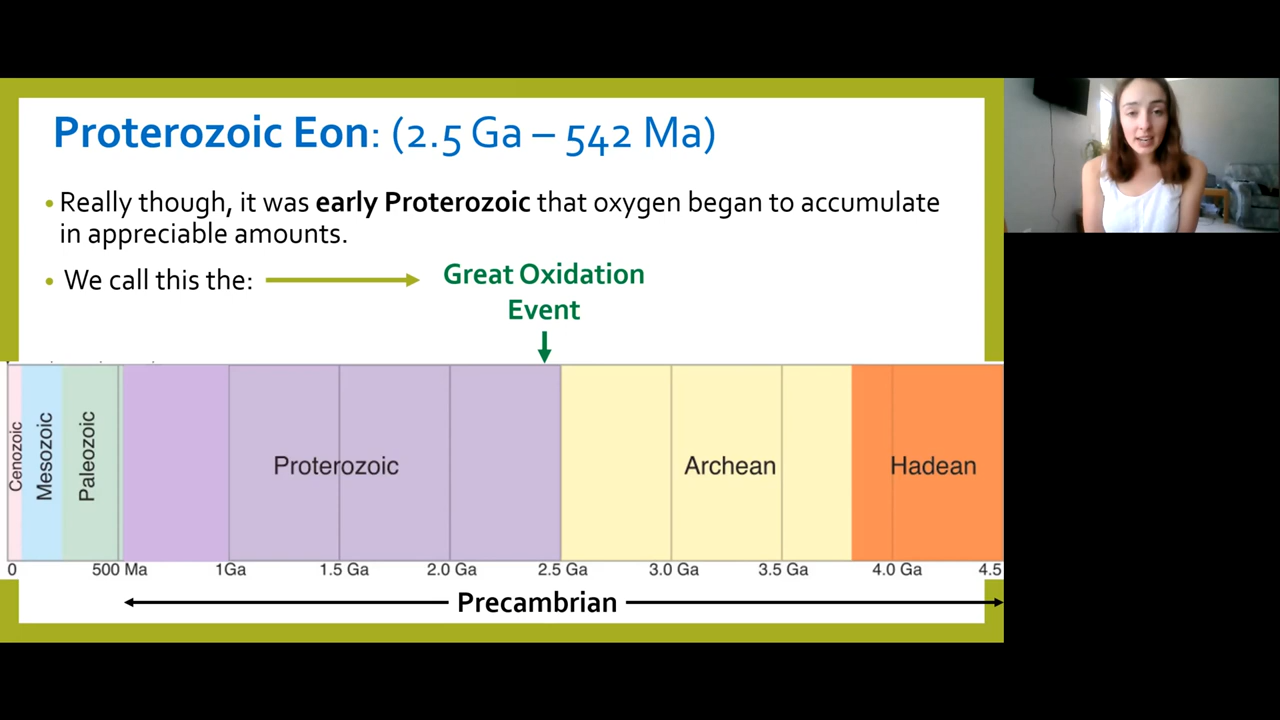 Proterozoic Eon: (2.5 Ga – 542 Ma)
• Really though, it was early Proterozoic that oxygen began to accumulate
in appreciable amounts.
• We call this the:
Great Oxidation
Event
Cenozoic
Mesozoic
Paleozoic
Proterozoic
Archean
Hadean
0 500 Ma 1Ga 1.5 Ga 2.0 Ga 2.5 Ga 3.0 Ga 3.5 Ga 4.0 Ga 4.5
Precambrian